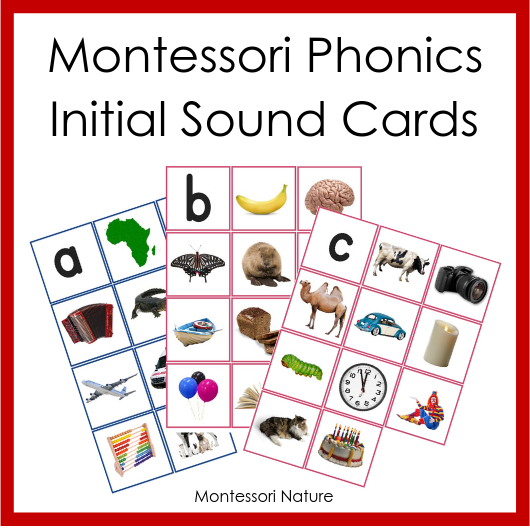 Montessori Phonics
Initial Sound Cards
a
b
c
Montessori Nature